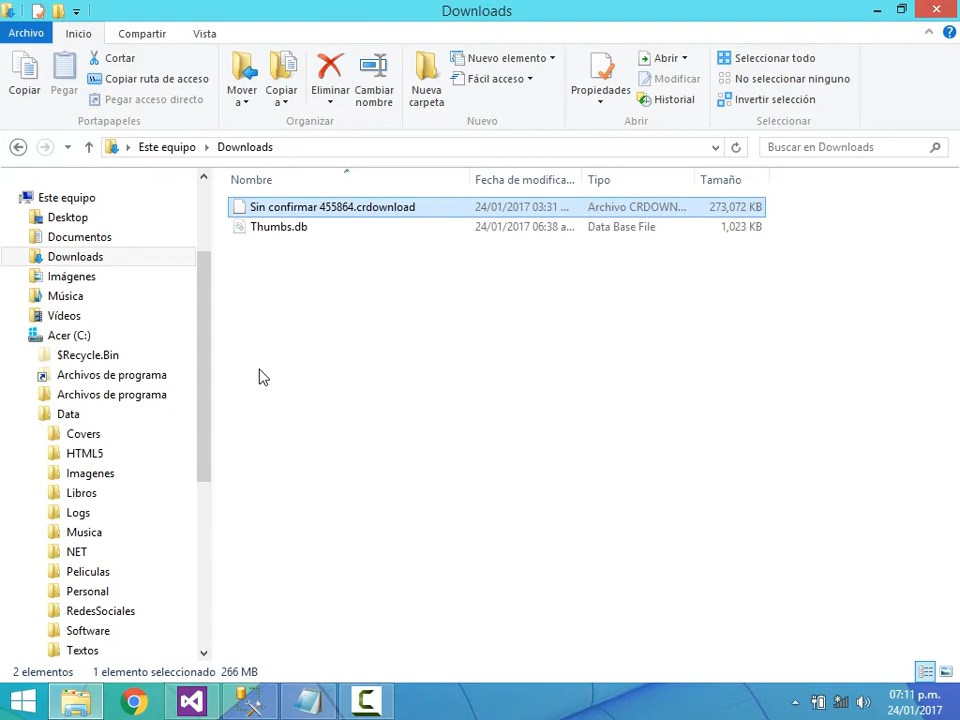 Downloads
Archivo Inicio Compartir Vista
Copiar
Pegar
Cortar
Copiar ruta de acceso
Pegar acceso directo
Portapapeles
Mover a
Copiar a
Eliminar
Cambiar nombre
Organizar
Nueva carpeta
Nuevo elemento
Fácil acceso
Nuevo
Propiedades
Abrir
Modificar
Historial
Abrir
Seleccionar todo
No seleccionar ninguno
Invertir selección
Seleccionar
Este equipo Downloads
Buscar en Downloads
Nombre Fecha de modifica... Tipo Tamaño
Sin confirmar 455864.crdownload 24/01/2017 03:31 ... Archivo CRDOWN... 273,072 KB
Thumbs.db 24/01/2017 06:38 a... Data Base File 1,023 KB
Este equipo
Desktop
Documentos
Downloads
Imágenes
Música
Vídeos
Acer (C:)
$Recycle.Bin
Archivos de programa
Archivos de programa
Data
Covers
HTML5
Imagenes
Libros
Logs
Musica
NET
Peliculas
Personal
RedesSociales
Software
Textos
2 elementos 1 elemento seleccionado 266 MB
07:11 p.m.
24/01/2017